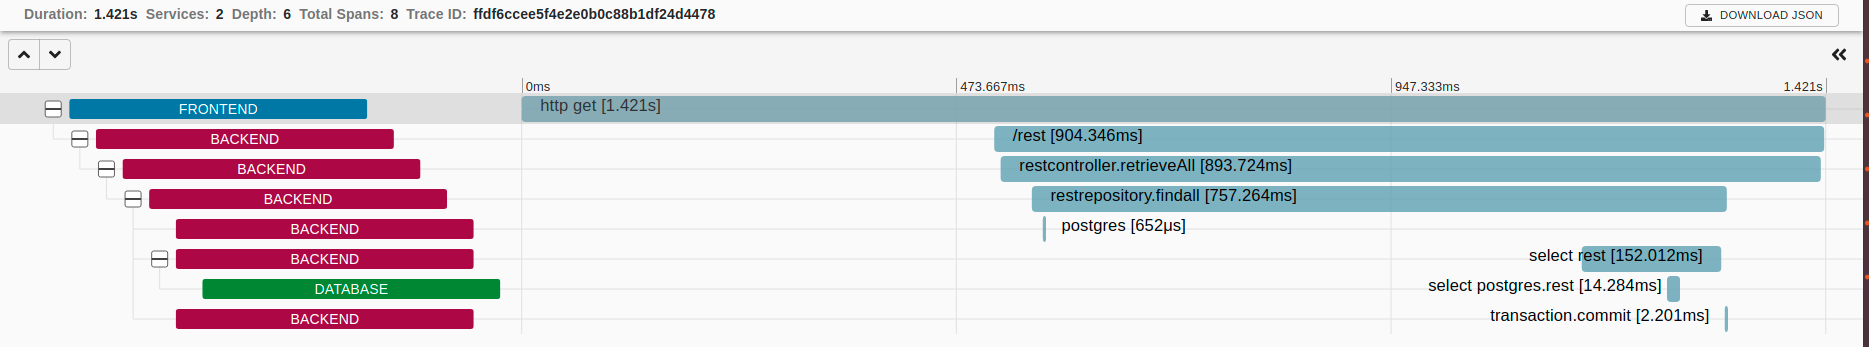 Duration: 1.421s Services: 2 Depth: 6 Total Spans: 8 Trace ID: ffdf6ccee5f4e2e0b0c88b1df24d4478 DOWNLOAD JSON
0ms 473.667ms 947.333ms 1.421s
FRONTEND http get [1.421s]
BACKEND /rest [904.346ms]
BACKEND restcontroller.retrieveAll [893.724ms]
BACKEND restrepository.findall [757.264ms]
BACKEND postgres [652μs]
BACKEND select rest [152.012ms]
DATABASE select postgres.rest [14.284ms]
BACKEND transaction.commit [2.201ms]